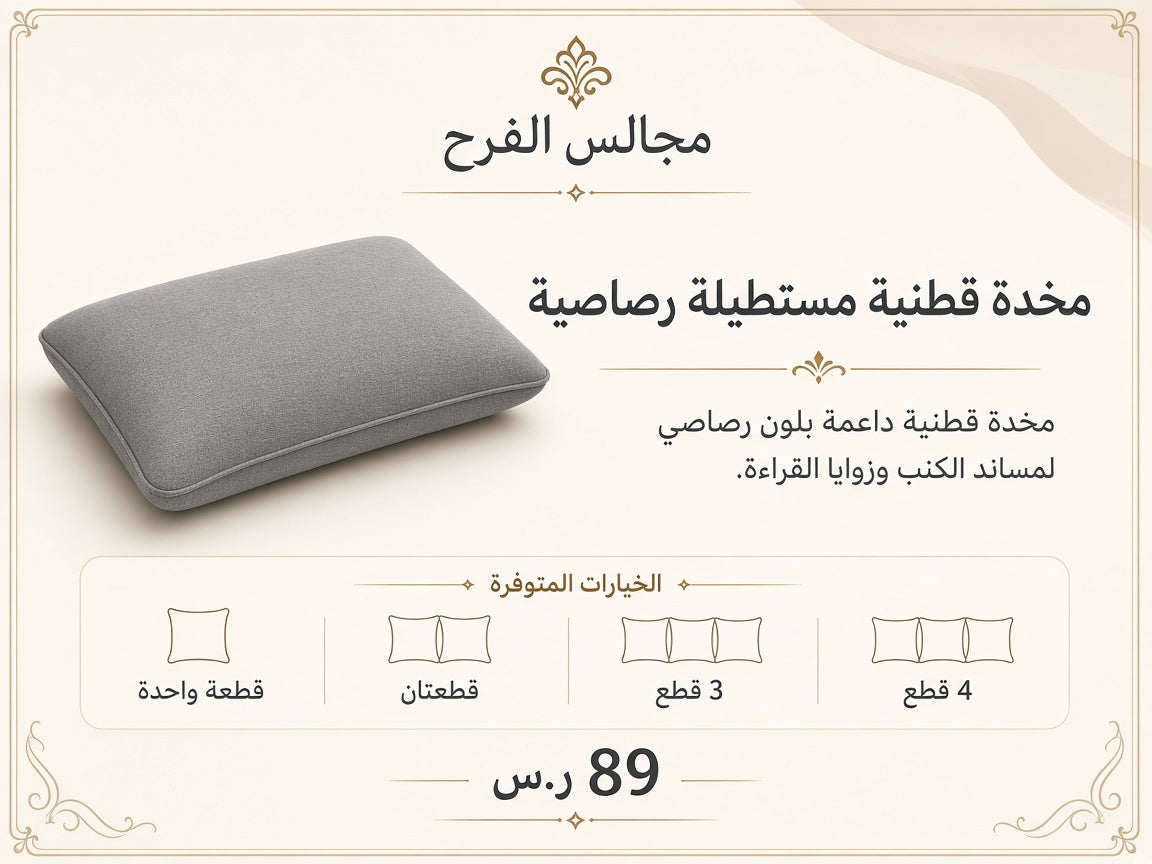 مجالس الفرح
مخدة قطنية مستطيلة رصاصية
مخدة قطنية داعمة بلون رصاصي
لمساند الكنب وزوايا القراءة.
الخيارات المتوفرة
4 قطع
3 قطع
قطعتان
قطعة واحدة
89 ر.س